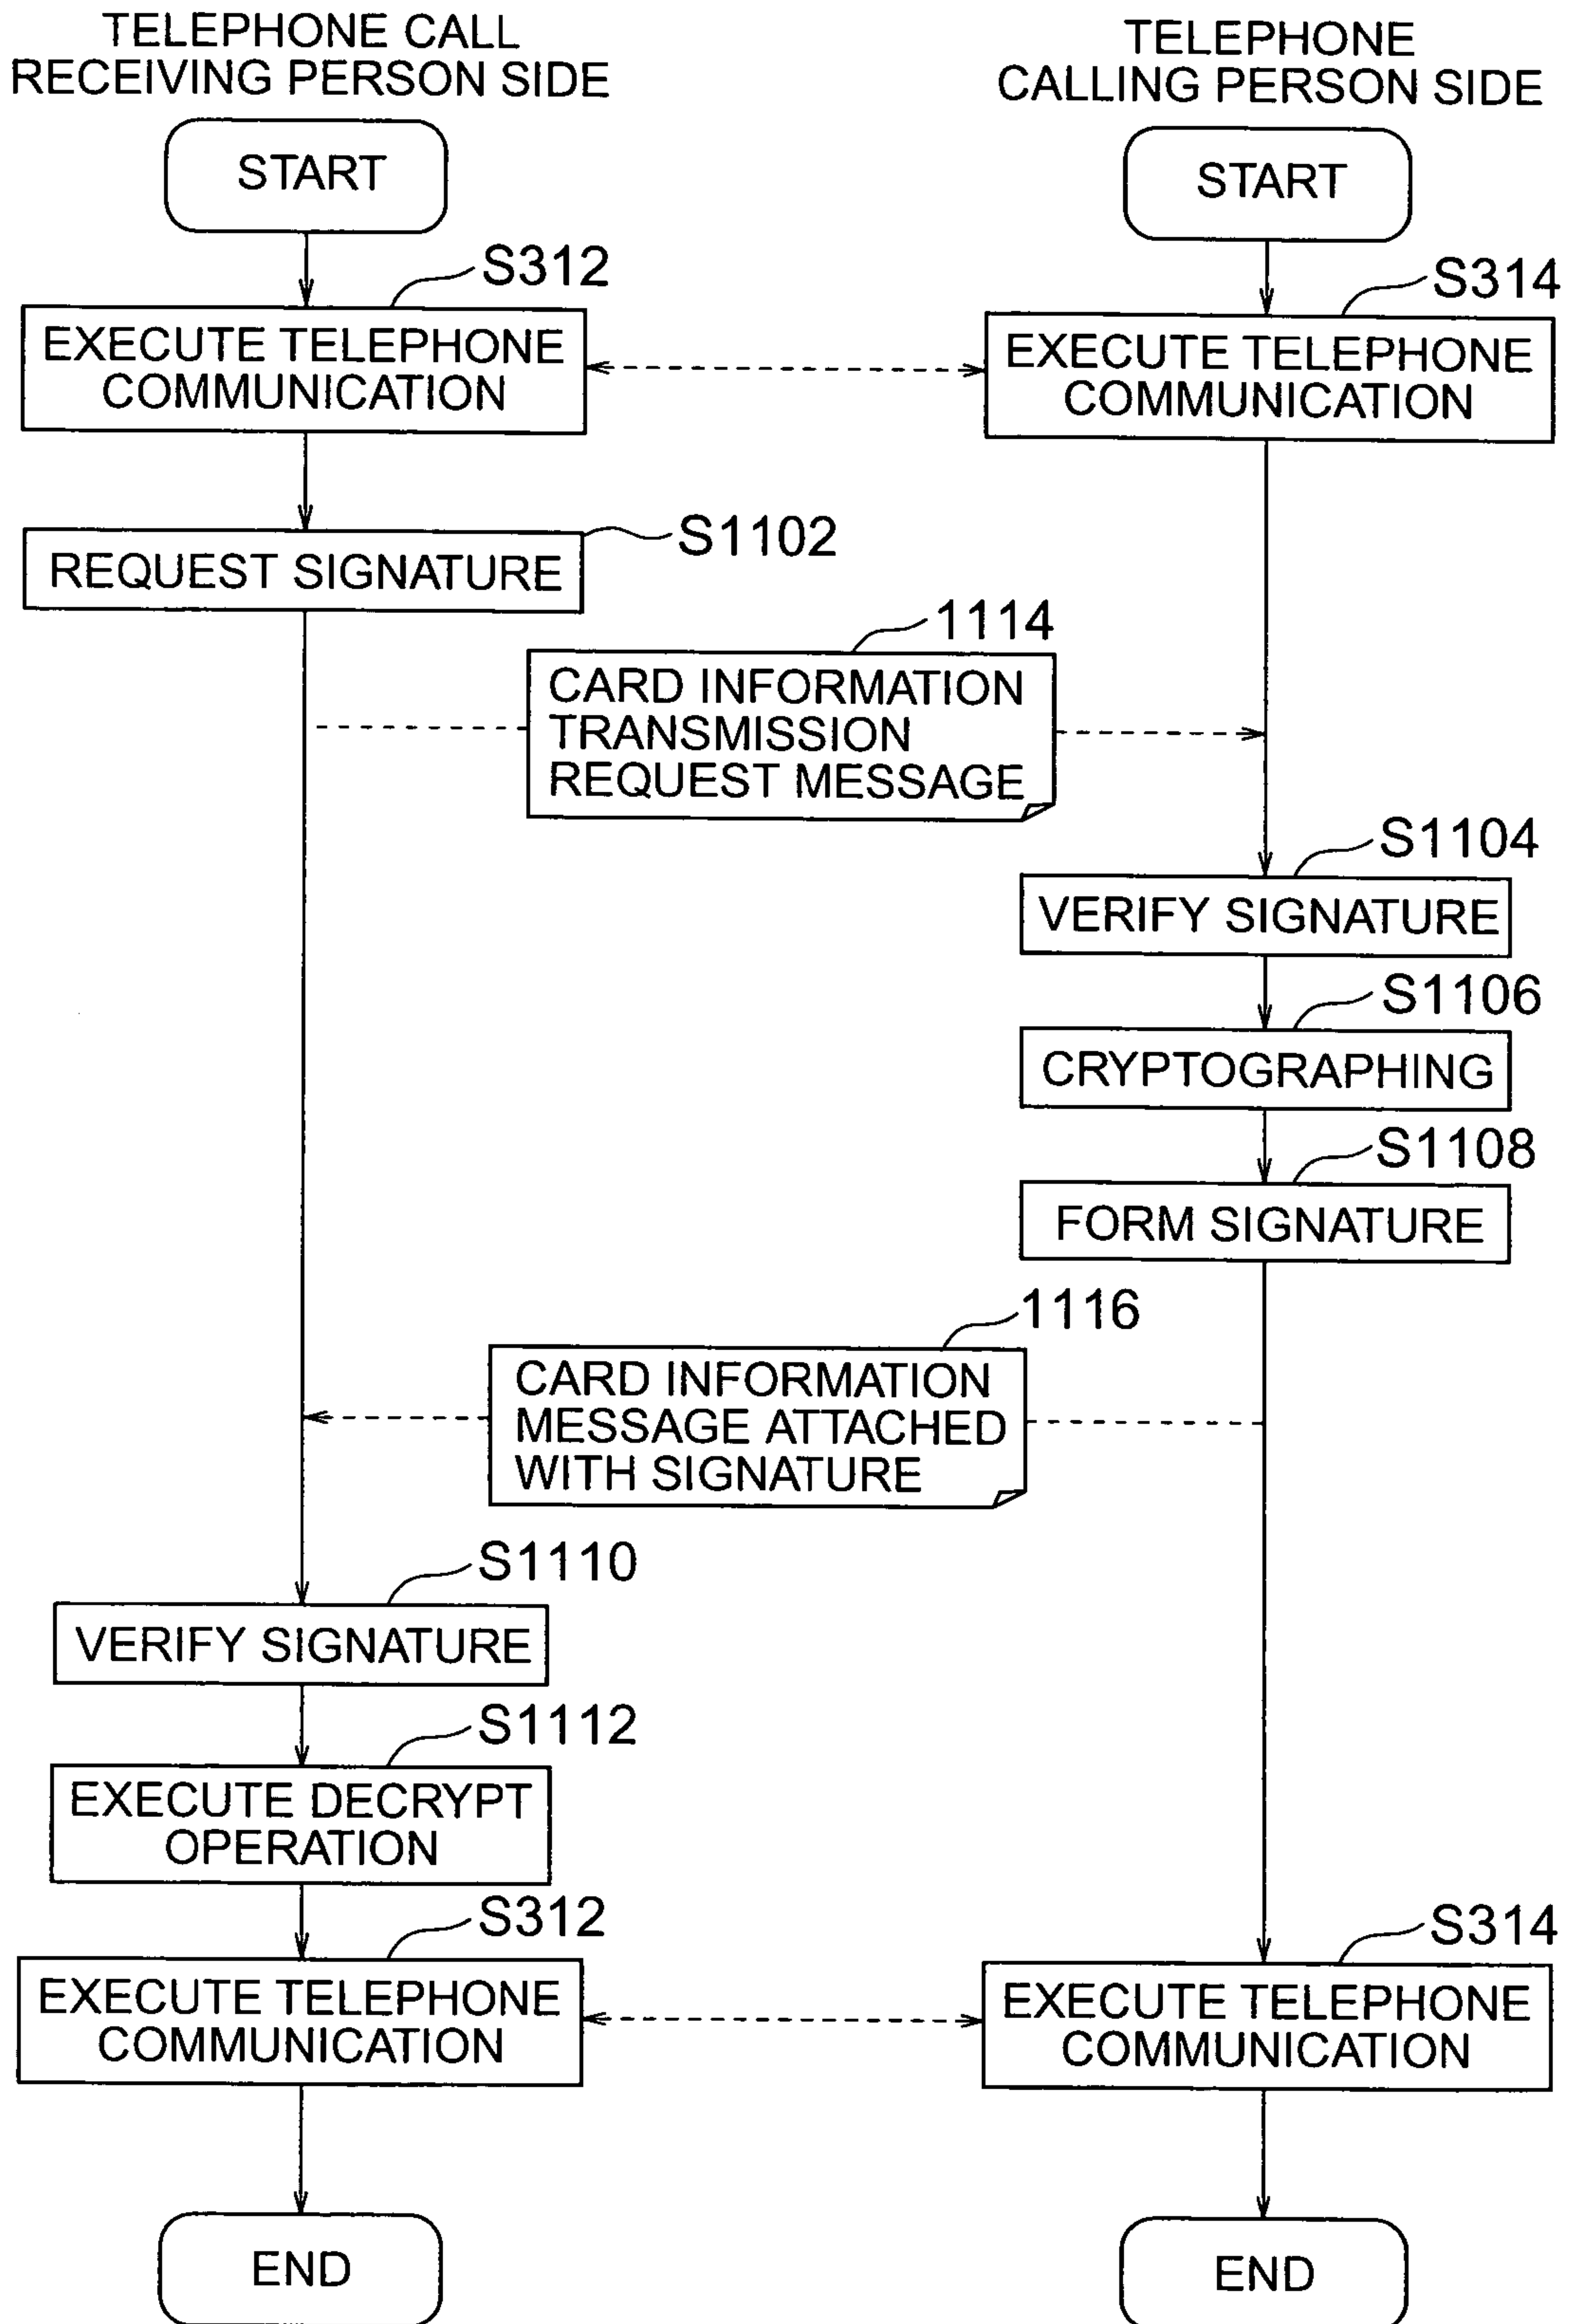 TELEPHONE CALL
RECEIVING PERSON SIDE
TELEPHONE
CALLING PERSON SIDE
START
START
S312
S314
EXECUTE TELEPHONE
COMMUNICATION
EXECUTE TELEPHONE
COMMUNICATION
S1102
REQUEST SIGNATURE
1114
CARD INFORMATION
TRANSMISSION
REQUEST MESSAGE
S1104
VERIFY SIGNATURE
S1106
CRYPTOGRAPHING
S1108
FORM SIGNATURE
1116
CARD INFORMATION
MESSAGE ATTACHED
WITH SIGNATURE
S1110
VERIFY SIGNATURE
S1112
EXECUTE DECRYPT
OPERATION
S312
S314
EXECUTE TELEPHONE
COMMUNICATION
EXECUTE TELEPHONE
COMMUNICATION
END
END